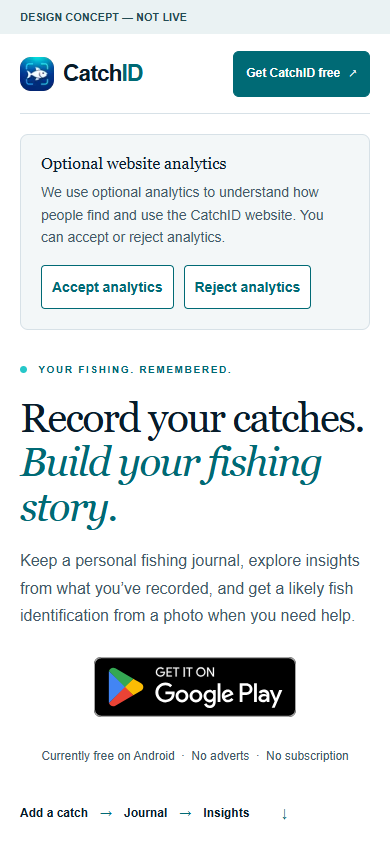 DESIGN CONCEPT — NOT LIVE
CatchID
Get CatchID free ↗
Optional website analytics
We use optional analytics to understand how
people find and use the CatchID website. You
can accept or reject analytics.
Accept analytics
Reject analytics
YOUR FISHING. REMEMBERED.
Record your catches.
Build your fishing
story.
Keep a personal fishing journal, explore insights
from what you’ve recorded, and get a likely fish
identification from a photo when you need help.
GET IT ON
Google Play
Currently free on Android · No adverts · No subscription
Add a catch → Journal → Insights ↓